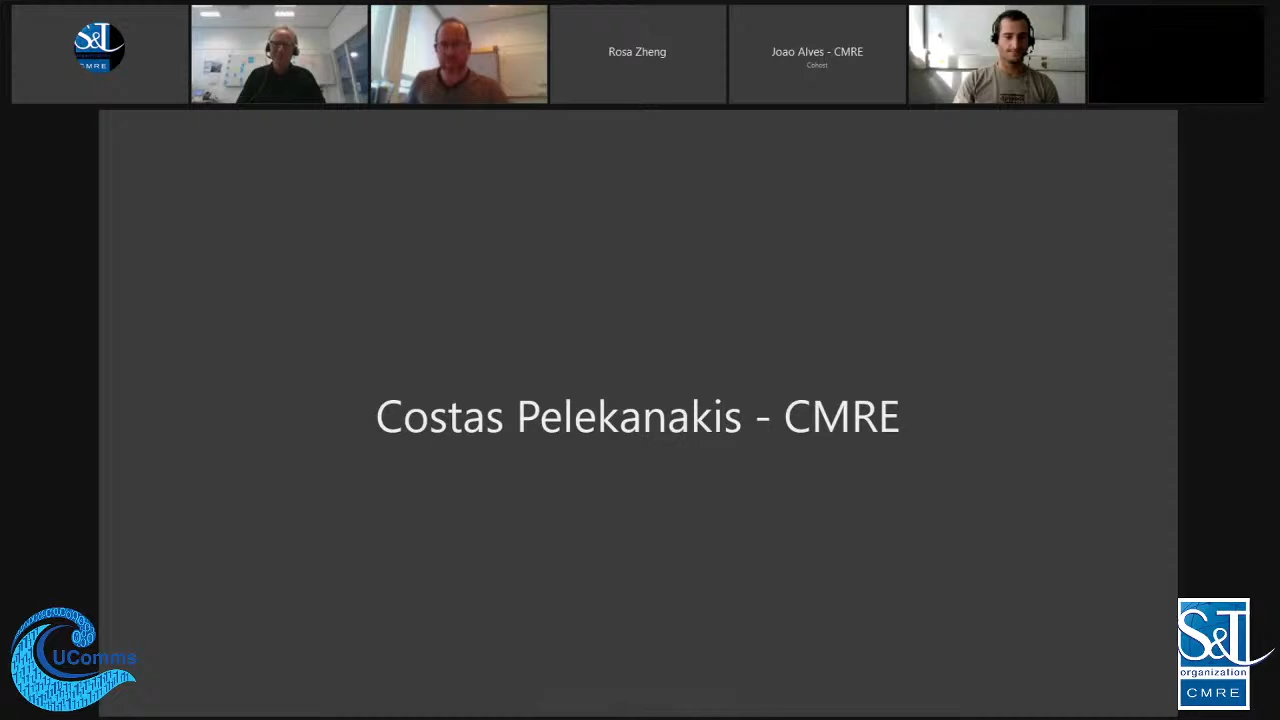 S&T
CMRE
Rosa Zheng
Joao Alves - CMRE
Cohost
Costas Pelekanakis - CMRE
UComms
S&T
organization
CMRE